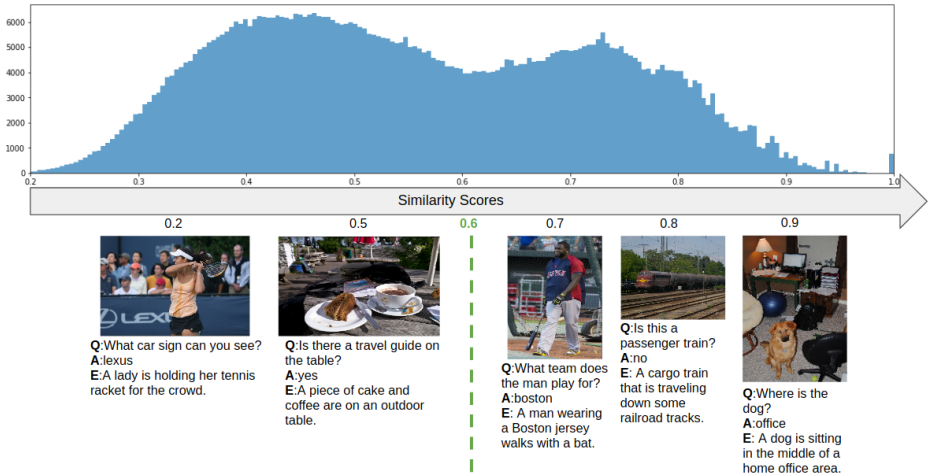 6000
5000
4000
3000
2000
1000
0
0.2 0.3 0.4 0.5 0.6 0.7 0.8 0.9 1.0
Similarity Scores
0.2 0.5 0.6 0.7 0.8 0.9
LEXU
Q:What car sign can you see?
A:lexus
E:A lady is holding her tennis
racket for the crowd.
Q:Is there a travel guide on
the table?
A:yes
E:A piece of cake and
coffee are on an outdoor
table.
Q:What team does
the man play for?
A:boston
E: A man wearing
a Boston jersey
walks with a bat.
Q:Is this a
passenger train?
A:no
E: A cargo train
that is traveling
down some
railroad tracks.
Q:Where is the
dog?
A:office
E: A dog is sitting
in the middle of a
home office area.